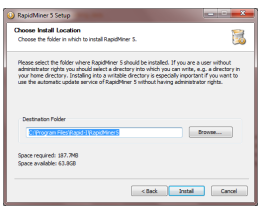 RapidMiner 5 Setup
Choose Install Location
Choose the folder in which to install RapidMiner 5.
Please select the folder where RapidMiner 5 should be installed. If you are a user without
administrator rights you should select a directory into which you can write, e.g. a directory in
your home directory. Installing into a writable directory is especially important if you want to
use the automatic update service of RapidMiner 5 without having administrator rights.
Destination Folder
C:\Program Files\Rapid-I\RapidMiner5
Browse...
Space required: 187.7MB
Space available: 63.8GB
< Back
Install
Cancel